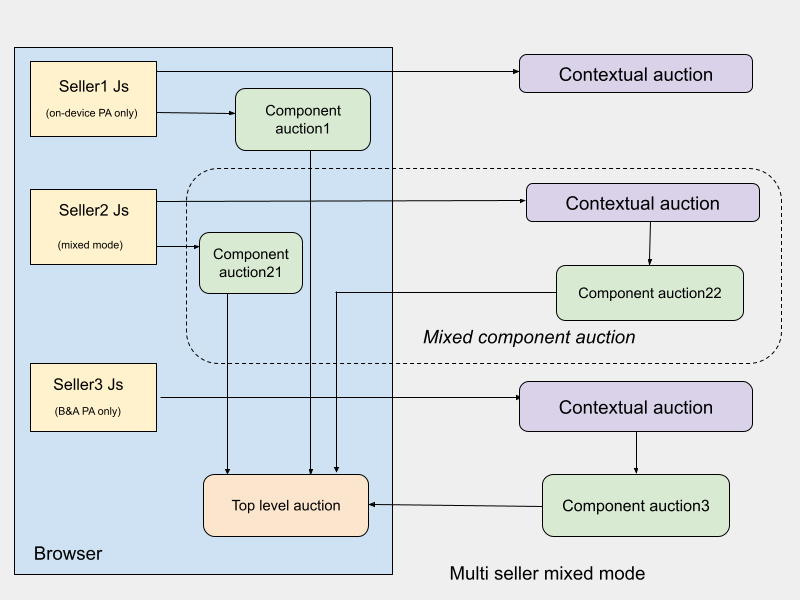 Seller1 Js
(on-device PA only)
Component
auction1
Contextual auction
Seller2 Js
(mixed mode)
Component
auction21
Contextual auction
Component auction22
Mixed component auction
Seller3 Js
(B&A PA only)
Contextual auction
Top level auction
Component auction3
Browser
Multi seller mixed mode